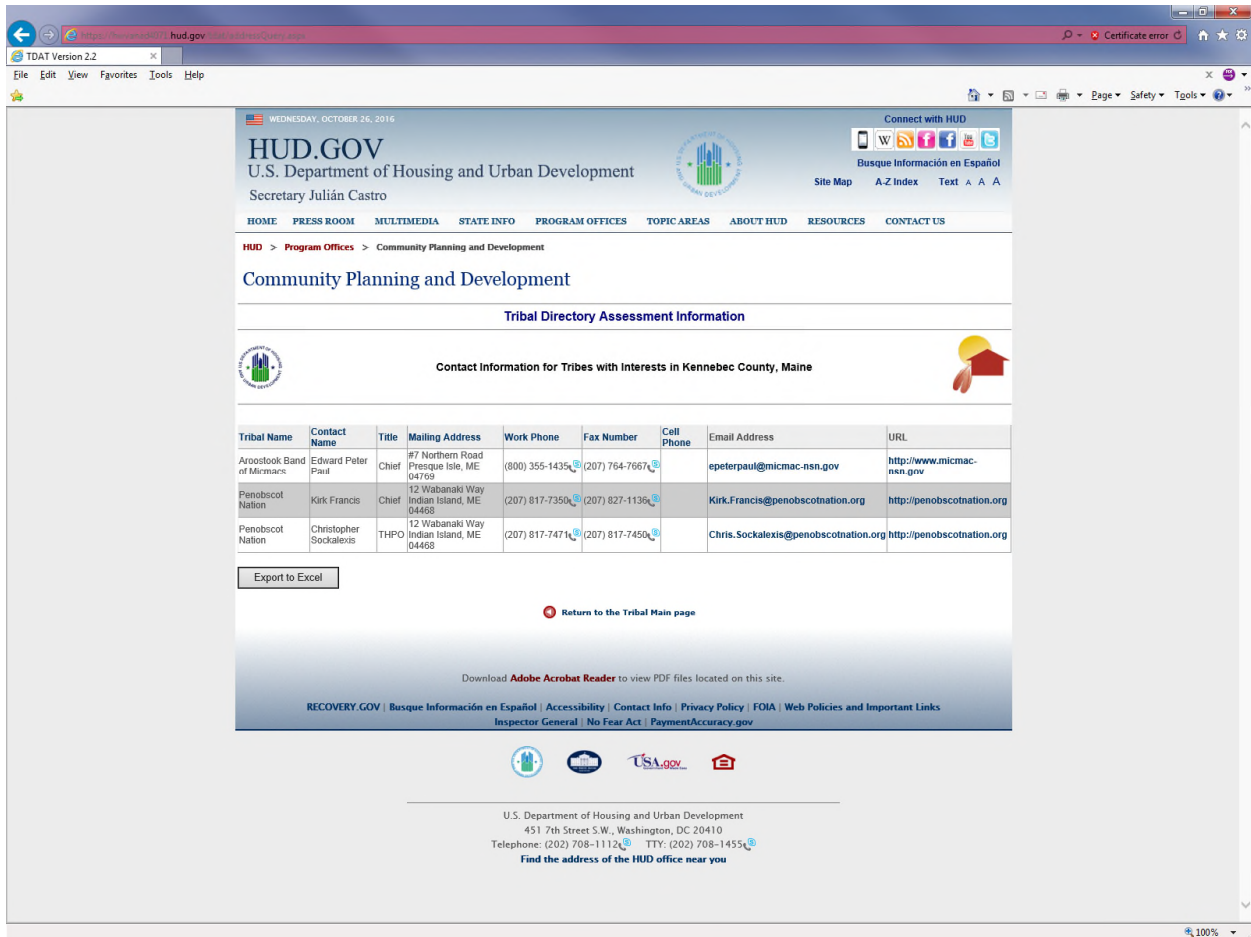 https:// hud.gov/tdat/addressQuery.aspx
Certificate error
TDAT Version 2.2
File Edit View Favorites Tools Help
Page Safety Tools
WEDNESDAY, OCTOBER 26, 2016
Connect with HUD
HUD.GOV
U.S. Department of Housing and Urban Development
Secretary Julián Castro
Busque Información en Español
Site Map A-Z Index Text A A A
HOME PRESS ROOM MULTIMEDIA STATE INFO PROGRAM OFFICES TOPIC AREAS ABOUT HUD RESOURCES CONTACT US
HUD > Program Offices > Community Planning and Development
Community Planning and Development
Tribal Directory Assessment Information
Contact Information for Tribes with Interests in Kennebec County, Maine
Tribal Name Contact Name Title Mailing Address Work Phone Fax Number Cell Phone Email Address URL
Aroostook Band of Micmacs Edward Peter Paul Chief #7 Northern Road Presque Isle, ME 04769 (800) 355-1435 (207) 764-7667 epeterpaul@micmac-nsn.gov http://www.micmac-nsn.gov
Penobscot Nation Kirk Francis Chief 12 Wabanaki Way Indian Island, ME 04468 (207) 817-7350 (207) 827-1136 Kirk.Francis@penobscotnation.org http://penobscotnation.org
Penobscot Nation Christopher Sockalexis THPO 12 Wabanaki Way Indian Island, ME 04468 (207) 817-7471 (207) 817-7450 Chris.Sockalexis@penobscotnation.org http://penobscotnation.org
Export to Excel
Return to the Tribal Main page
Download Adobe Acrobat Reader to view PDF files located on this site.
RECOVERY.GOV | Busque Información en Español | Accessibility | Contact Info | Privacy Policy | FOIA | Web Policies and Important Links
Inspector General | No Fear Act | PaymentAccuracy.gov
USA.gov
U.S. Department of Housing and Urban Development
451 7th Street S.W., Washington, DC 20410
Telephone: (202) 708-1112 TTY: (202) 708-1455
Find the address of the HUD office near you
100%